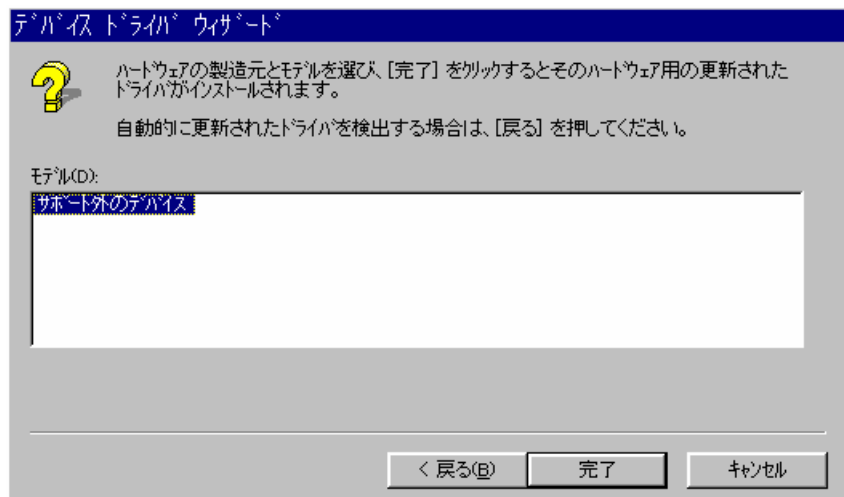 ﾃﾞﾊﾞｲｽ ﾄﾞﾗｲﾊﾞ ｳｨｻﾞｰﾄﾞ
ﾊｰﾄﾞｳｪｱの製造元とﾓﾃﾞﾙを選び、[完了] をｸﾘｯｸするとそのﾊｰﾄﾞｳｪｱ用の更新された
ﾄﾞﾗｲﾊﾞがｲﾝｽﾄｰﾙされます。
自動的に更新されたﾄﾞﾗｲﾊﾞを検出する場合は、[戻る] を押してください。
ﾓﾃﾞﾙ(D):
ｻﾎﾟｰﾄ外のﾃﾞﾊﾞｲｽ
< 戻る(B)
完了
ｷｬﾝｾﾙ